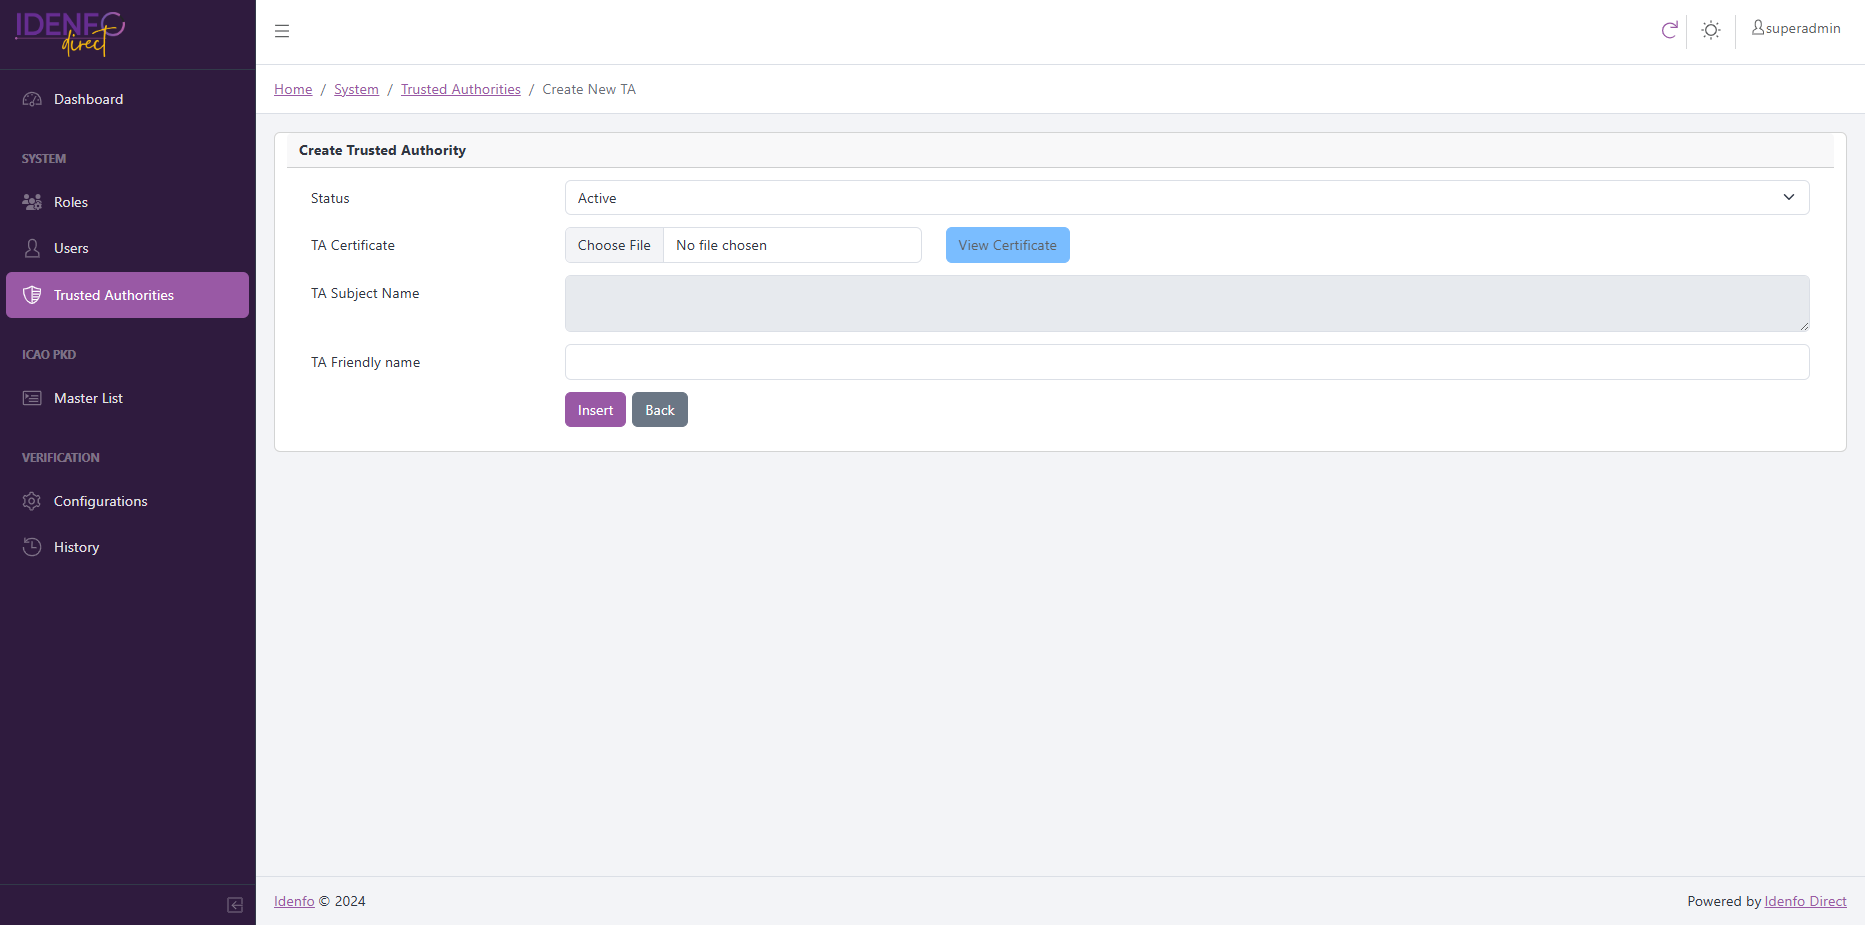 IDENFO
direct
superadmin
Dashboard
Home / System / Trusted Authorities / Create New TA
SYSTEM
Roles
Users
Trusted Authorities
ICAO PKD
Master List
VERIFICATION
Configurations
History
Create Trusted Authority
Status
Active
TA Certificate
Choose File
No file chosen
View Certificate
TA Subject Name
TA Friendly name
Insert
Back
Idenfo © 2024
Powered by Idenfo Direct